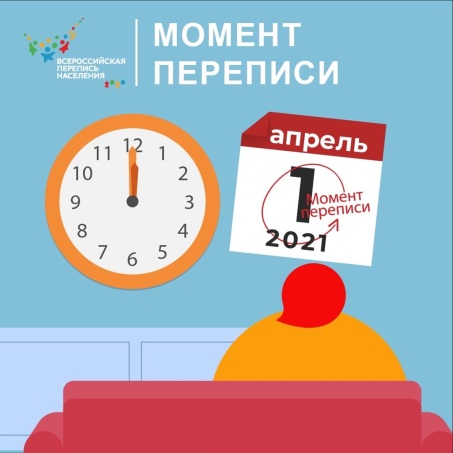 ВСЕРОССИЙСКАЯ
ПЕРЕПИСЬ
НАСЕЛЕНИЯ
МОМЕНТ
ПЕРЕПИСИ
12
1
2
3
4
5
6
7
8
9
10
11
апрель
1
Момент
переписи
2021